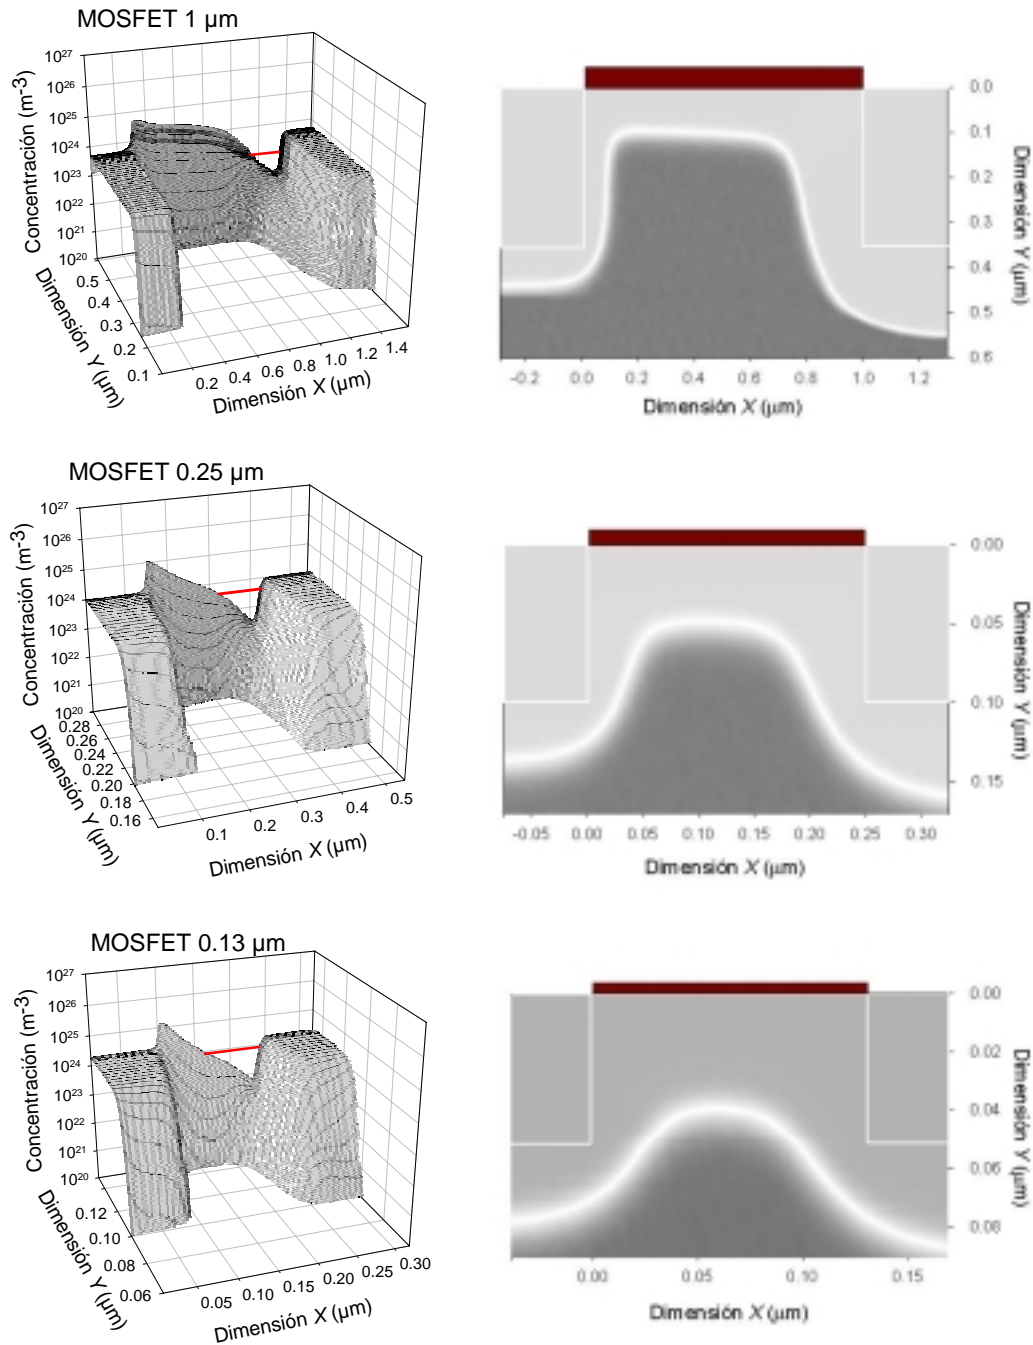 MOSFET 1 µm
10²⁷
10²⁶
10²⁵
10²⁴
10²³
10²²
10²¹
10²⁰
Concentración (m⁻³)
0.5
0.4
0.3
0.2
0.1
Dimensión Y (µm)
0.2 0.4 0.6 0.8 1.0 1.2 1.4
Dimensión X (µm)
0.0
0.1
0.2
0.3
0.4
0.5
0.6
Dimensión Y (µm)
-0.2 0.0 0.2 0.4 0.6 0.8 1.0 1.2
Dimensión X (µm)
MOSFET 0.25 µm
10²⁷
10²⁶
10²⁵
10²⁴
10²³
10²²
10²¹
10²⁰
Concentración (m⁻³)
0.28
0.26
0.24
0.22
0.20
0.18
0.16
Dimensión Y (µm)
0.1 0.2 0.3 0.4 0.5
Dimensión X (µm)
0.00
0.05
0.10
0.15
Dimensión Y (µm)
-0.05 0.00 0.05 0.10 0.15 0.20 0.25 0.30
Dimensión X (µm)
MOSFET 0.13 µm
10²⁷
10²⁶
10²⁵
10²⁴
10²³
10²²
10²¹
10²⁰
Concentración (m⁻³)
0.12
0.10
0.08
0.06
Dimensión Y (µm)
0.05 0.10 0.15 0.20 0.25 0.30
Dimensión X (µm)
0.00
0.02
0.04
0.06
0.08
Dimensión Y (µm)
0.00 0.05 0.10 0.15
Dimensión X (µm)